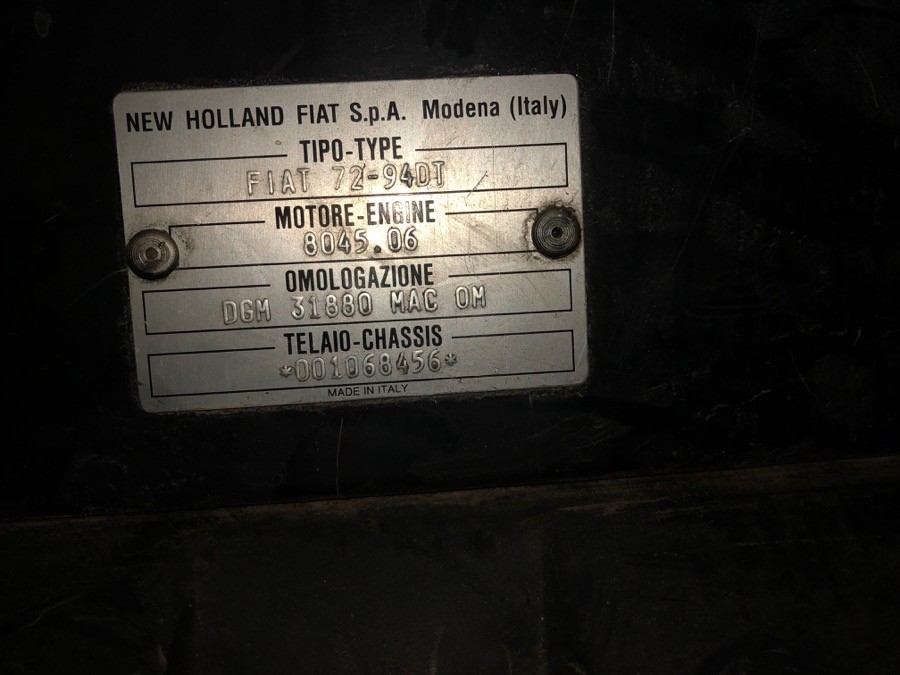 NEW HOLLAND FIAT S.p.A. Modena (Italy)
TIPO-TYPE
FIAT 72-94DT
MOTORE-ENGINE
8045.06
OMOLOGAZIONE
DGM 31880 MAC OM
TELAIO-CHASSIS
*001068456*
MADE IN ITALY